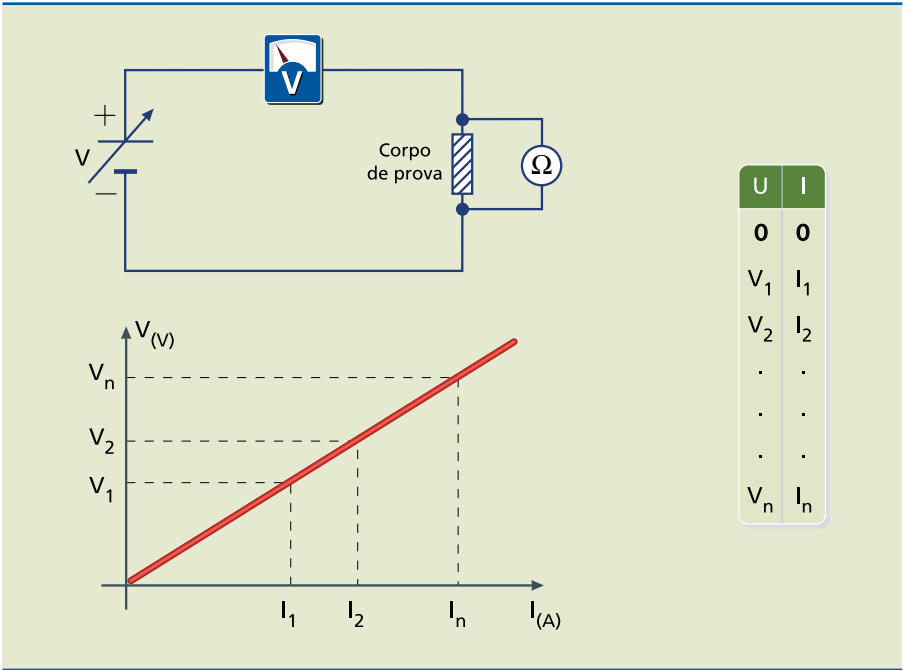 V
+
V
–
Corpo
de prova
Ω
U I
0 0
V1 I1
V2 I2
. .
. .
. .
Vn In
V(V)
Vn
V2
V1
I1 I2 In I(A)